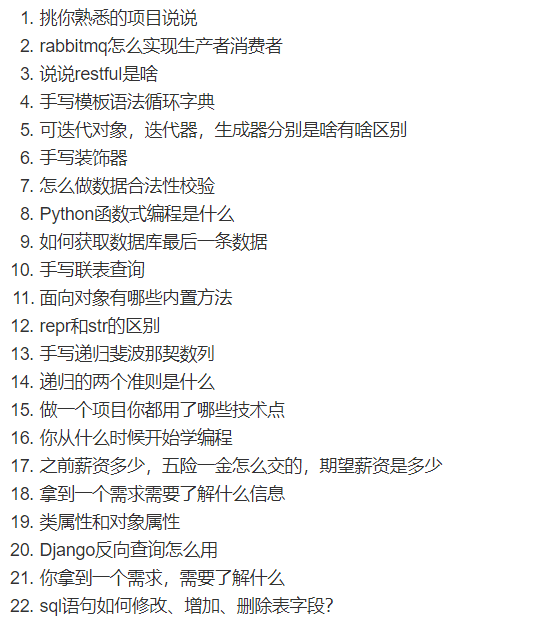 1. 挑你熟悉的项目说说
2. rabbitmq怎么实现生产者消费者
3. 说说restful是啥
4. 手写模板语法循环字典
5. 可迭代对象，迭代器，生成器分别是啥有啥区别
6. 手写装饰器
7. 怎么做数据合法性校验
8. Python函数式编程是什么
9. 如何获取数据库最后一条数据
10. 手写联表查询
11. 面向对象有哪些内置方法
12. repr和str的区别
13. 手写递归斐波那契数列
14. 递归的两个准则是什么
15. 做一个项目你都用了哪些技术点
16. 你从什么时候开始学编程
17. 之前薪资多少，五险一金怎么交的，期望薪资是多少
18. 拿到一个需求需要了解什么信息
19. 类属性和对象属性
20. Django反向查询怎么用
21. 你拿到一个需求，需要了解什么
22. sql语句如何修改、增加、删除表字段？